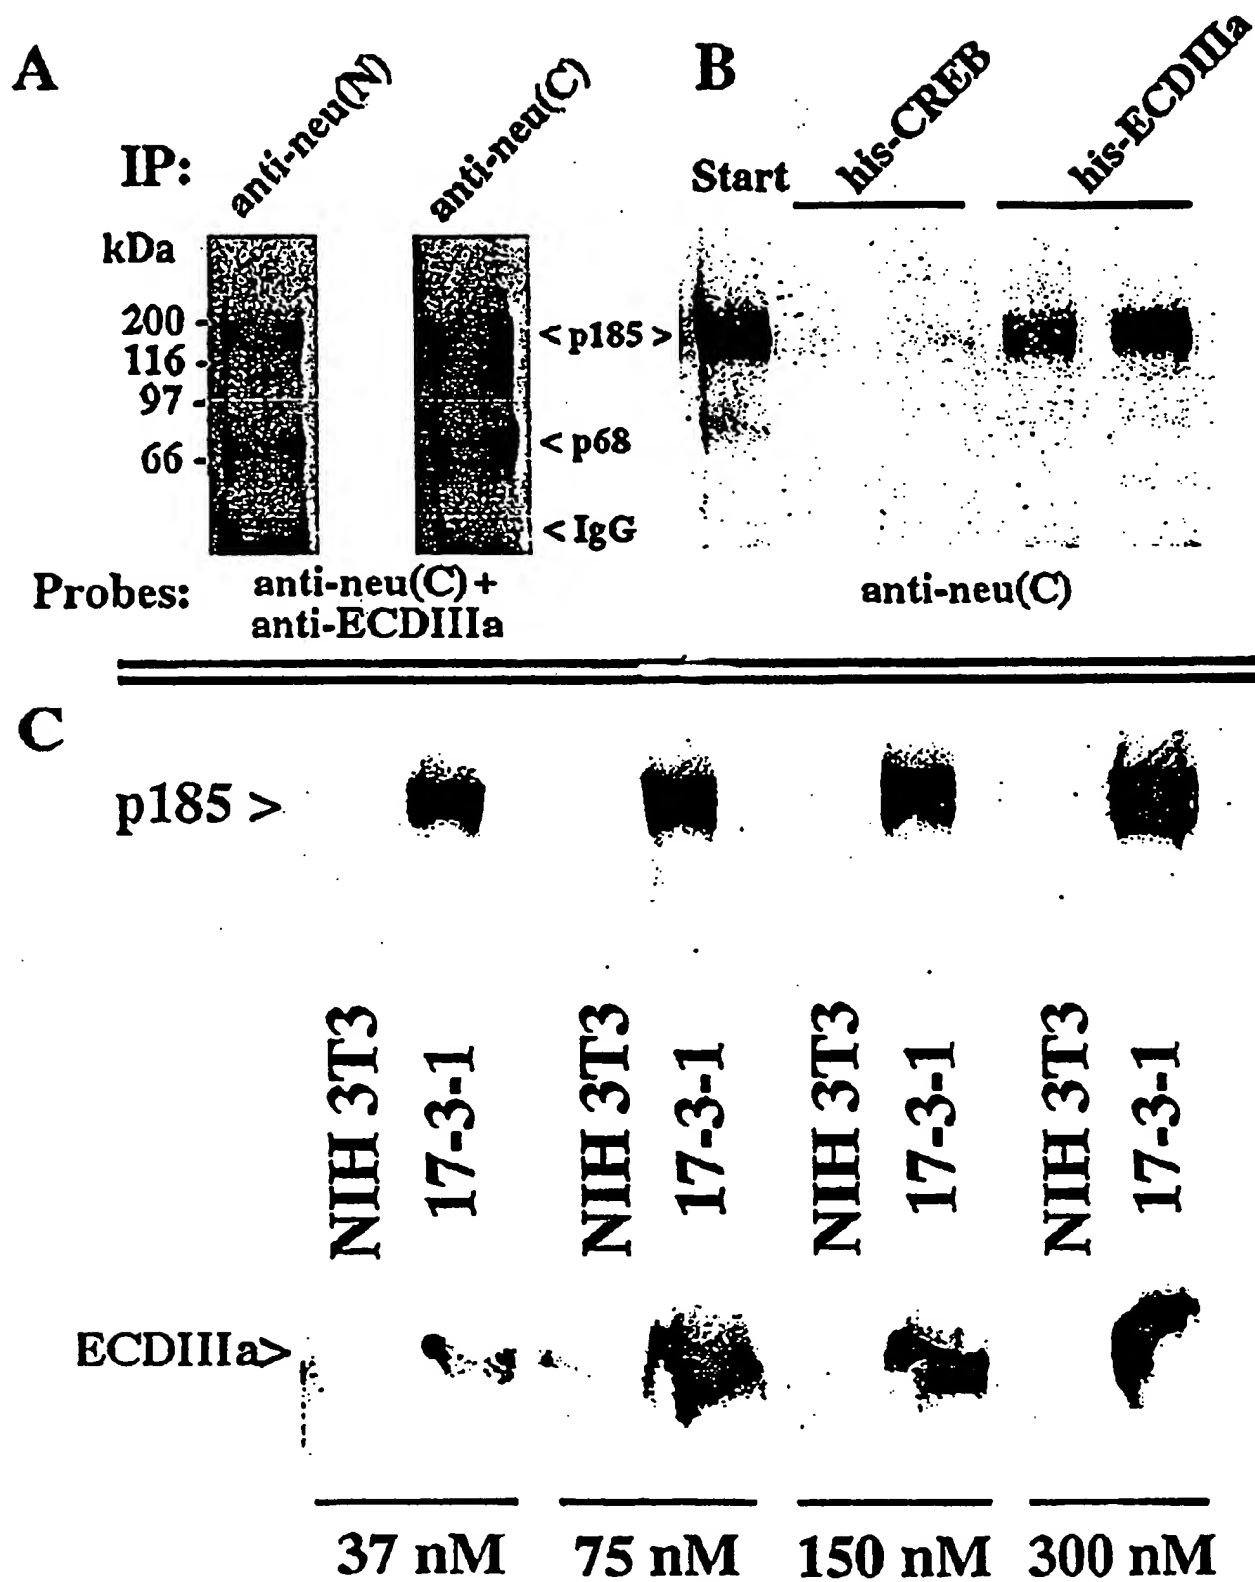 A
IP:
anti-neu(N)
anti-neu(C)
kDa
200
116
97
66
< p185 >
< p68
< IgG
Probes:
anti-neu(C) +
anti-ECDIIIa
B
Start
his-CREB
his-ECDIIIa
anti-neu(C)
C
p185 >
NIH 3T3
17-3-1
NIH 3T3
17-3-1
NIH 3T3
17-3-1
NIH 3T3
17-3-1
ECDIIIa>
37 nM
75 nM
150 nM
300 nM